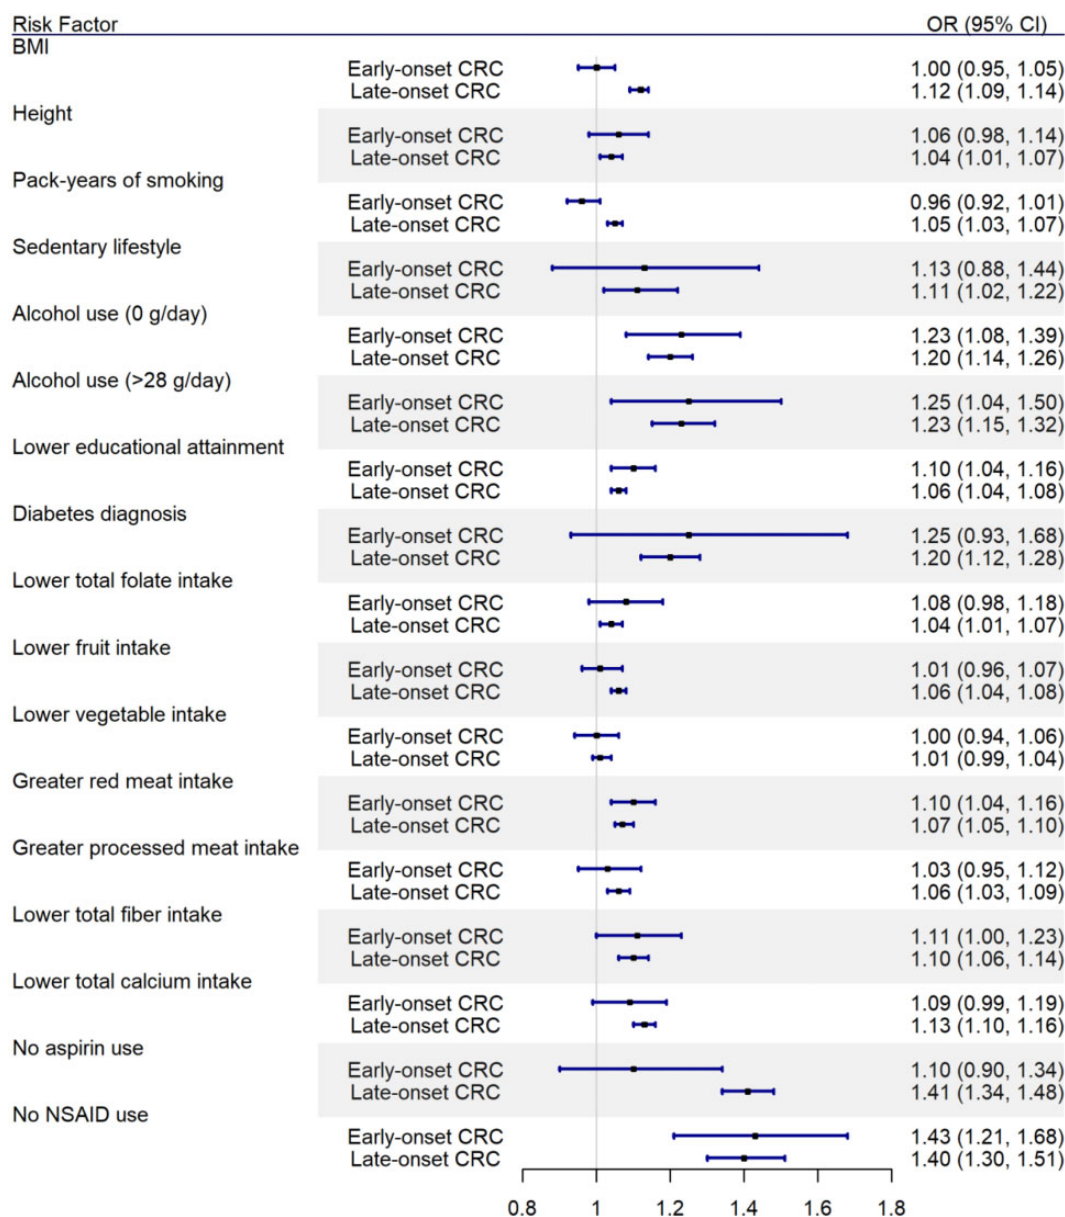 Risk Factor OR (95% CI)
BMI
Early-onset CRC 1.00 (0.95, 1.05)
Late-onset CRC 1.12 (1.09, 1.14)
Height
Early-onset CRC 1.06 (0.98, 1.14)
Late-onset CRC 1.04 (1.01, 1.07)
Pack-years of smoking
Early-onset CRC 0.96 (0.92, 1.01)
Late-onset CRC 1.05 (1.03, 1.07)
Sedentary lifestyle
Early-onset CRC 1.13 (0.88, 1.44)
Late-onset CRC 1.11 (1.02, 1.22)
Alcohol use (0 g/day)
Early-onset CRC 1.23 (1.08, 1.39)
Late-onset CRC 1.20 (1.14, 1.26)
Alcohol use (>28 g/day)
Early-onset CRC 1.25 (1.04, 1.50)
Late-onset CRC 1.23 (1.15, 1.32)
Lower educational attainment
Early-onset CRC 1.10 (1.04, 1.16)
Late-onset CRC 1.06 (1.04, 1.08)
Diabetes diagnosis
Early-onset CRC 1.25 (0.93, 1.68)
Late-onset CRC 1.20 (1.12, 1.28)
Lower total folate intake
Early-onset CRC 1.08 (0.98, 1.18)
Late-onset CRC 1.04 (1.01, 1.07)
Lower fruit intake
Early-onset CRC 1.01 (0.96, 1.07)
Late-onset CRC 1.06 (1.04, 1.08)
Lower vegetable intake
Early-onset CRC 1.00 (0.94, 1.06)
Late-onset CRC 1.01 (0.99, 1.04)
Greater red meat intake
Early-onset CRC 1.10 (1.04, 1.16)
Late-onset CRC 1.07 (1.05, 1.10)
Greater processed meat intake
Early-onset CRC 1.03 (0.95, 1.12)
Late-onset CRC 1.06 (1.03, 1.09)
Lower total fiber intake
Early-onset CRC 1.11 (1.00, 1.23)
Late-onset CRC 1.10 (1.06, 1.14)
Lower total calcium intake
Early-onset CRC 1.09 (0.99, 1.19)
Late-onset CRC 1.13 (1.10, 1.16)
No aspirin use
Early-onset CRC 1.10 (0.90, 1.34)
Late-onset CRC 1.41 (1.34, 1.48)
No NSAID use
Early-onset CRC 1.43 (1.21, 1.68)
Late-onset CRC 1.40 (1.30, 1.51)
0.8 1 1.2 1.4 1.6 1.8